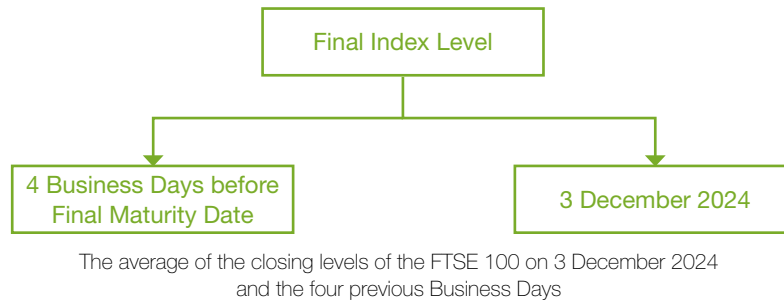 Final Index Level
4 Business Days before
Final Maturity Date
3 December 2024
The average of the closing levels of the FTSE 100 on 3 December 2024
and the four previous Business Days